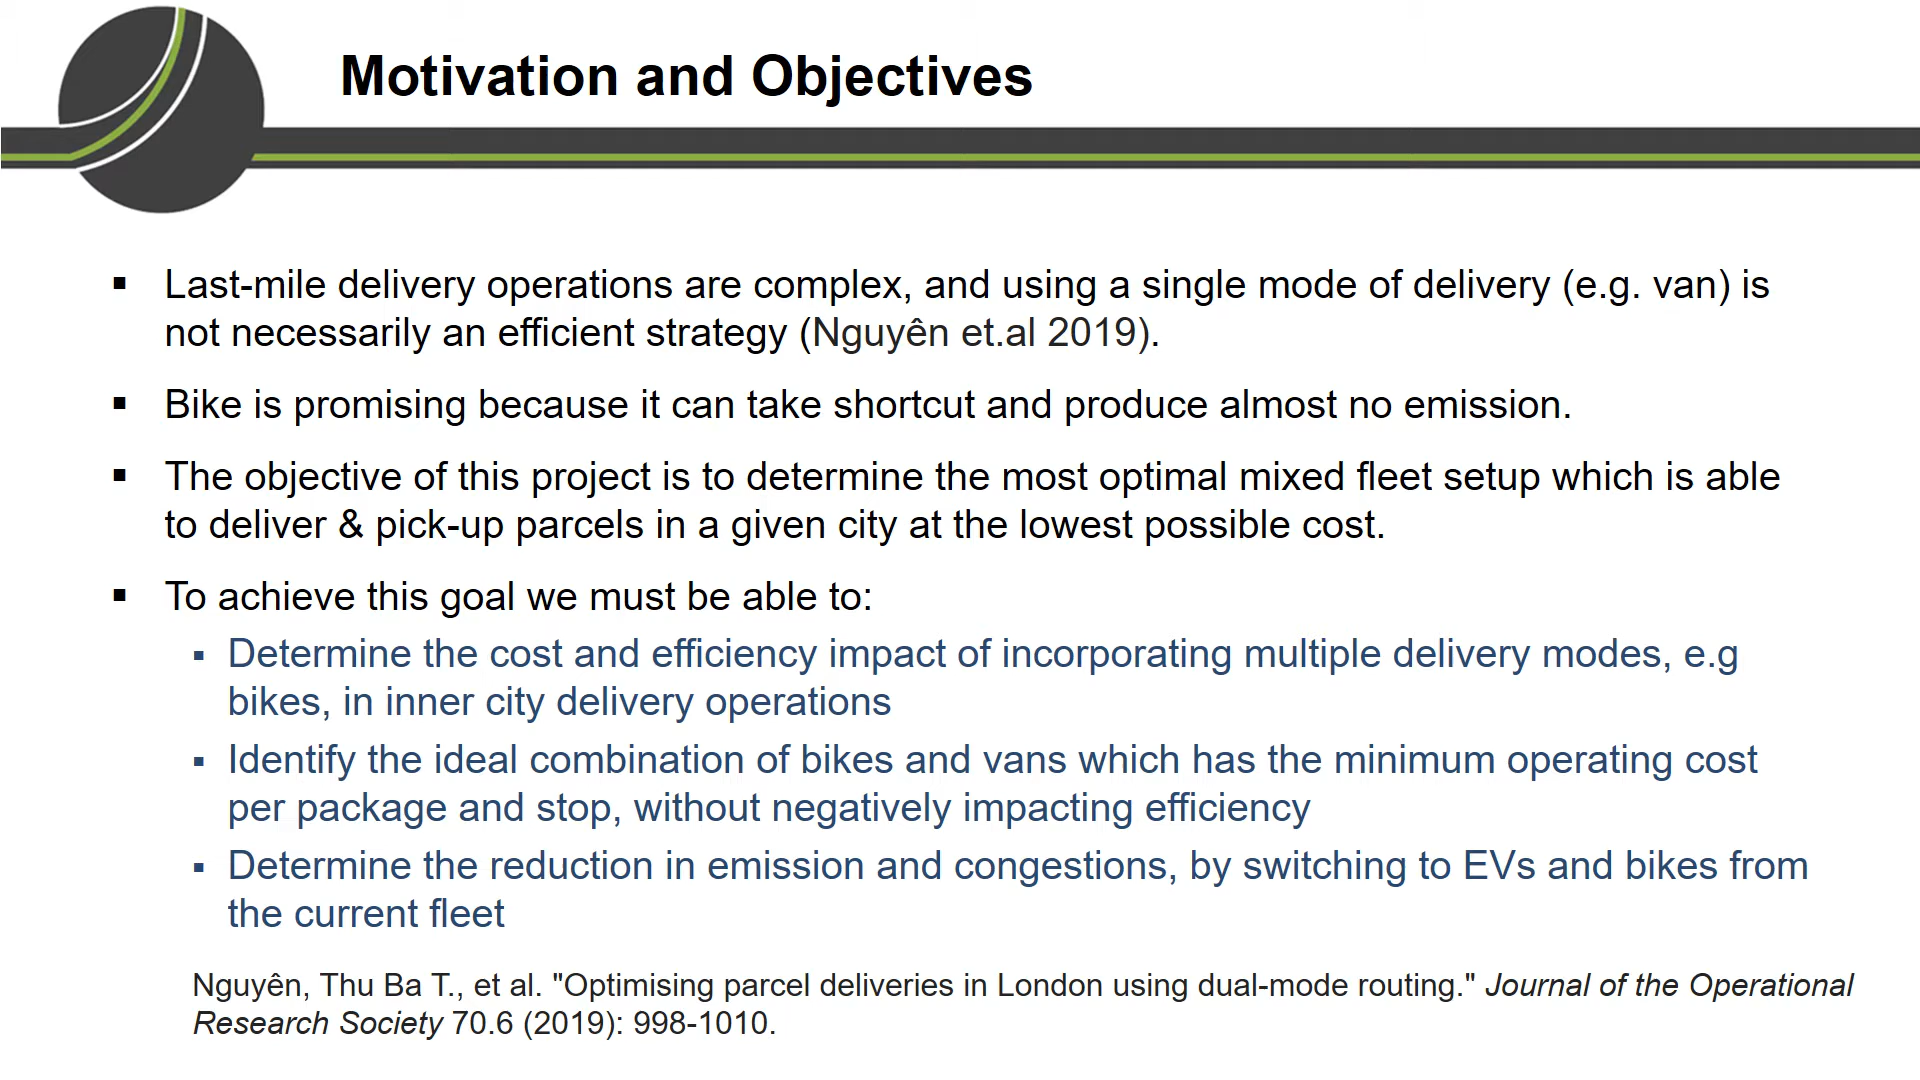 Motivation and Objectives
▪ Last-mile delivery operations are complex, and using a single mode of delivery (e.g. van) is
not necessarily an efficient strategy (Nguyên et.al 2019).
▪ Bike is promising because it can take shortcut and produce almost no emission.
▪ The objective of this project is to determine the most optimal mixed fleet setup which is able
to deliver & pick-up parcels in a given city at the lowest possible cost.
▪ To achieve this goal we must be able to:
▪ Determine the cost and efficiency impact of incorporating multiple delivery modes, e.g
bikes, in inner city delivery operations
▪ Identify the ideal combination of bikes and vans which has the minimum operating cost
per package and stop, without negatively impacting efficiency
▪ Determine the reduction in emission and congestions, by switching to EVs and bikes from
the current fleet
Nguyên, Thu Ba T., et al. "Optimising parcel deliveries in London using dual-mode routing." Journal of the Operational
Research Society 70.6 (2019): 998-1010.